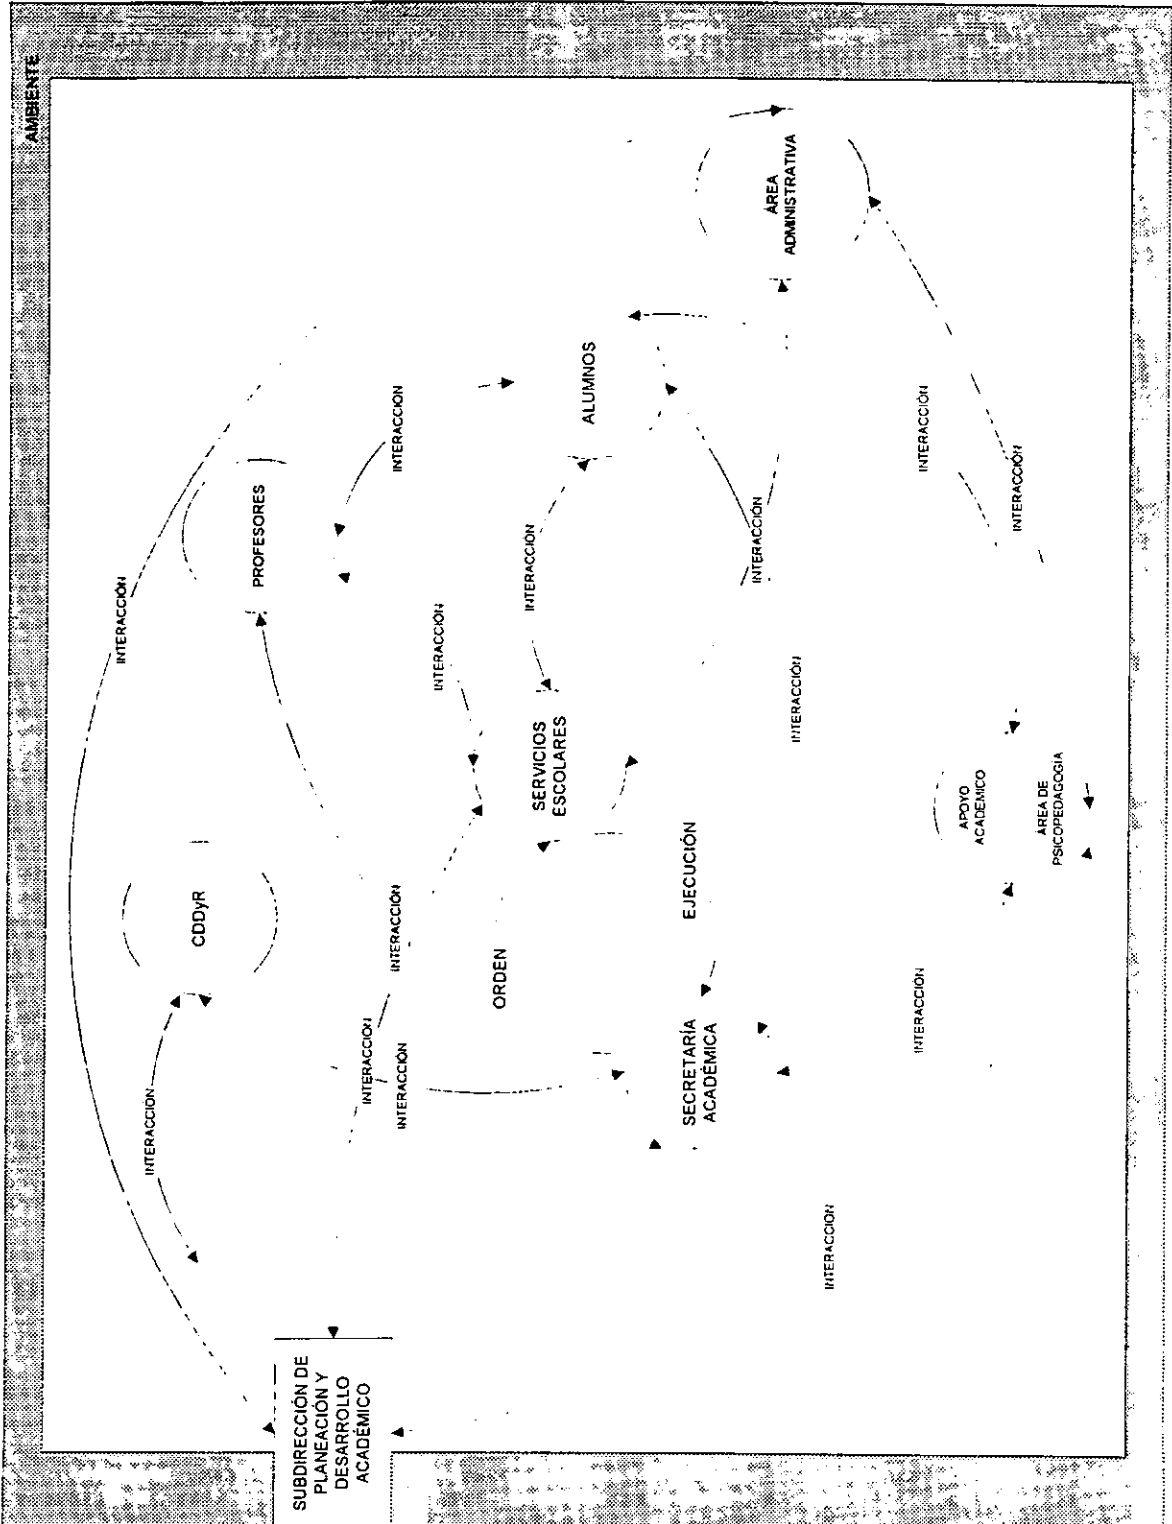 AMBIENTE
INTERACCIÓN
INTERACCIÓN
CDDyR
PROFESORES
SUBDIRECCIÓN DE
PLANEACIÓN Y
DESARROLLO
ACADÉMICO
INTERACCIÓN
INTERACCIÓN
INTERACCIÓN
INTERACCIÓN
INTERACCIÓN
ORDEN
INTERACCIÓN
SERVICIOS
ESCOLARES
ALUMNOS
SECRETARÍA
ACADÉMICA
EJECUCIÓN
INTERACCIÓN
ÁREA
ADMINISTRATIVA
INTERACCIÓN
INTERACCIÓN
INTERACCIÓN
INTERACCIÓN
APOYO
ACADÉMICO
INTERACCIÓN
ÁREA DE
PSICOPEDAGOGÍA